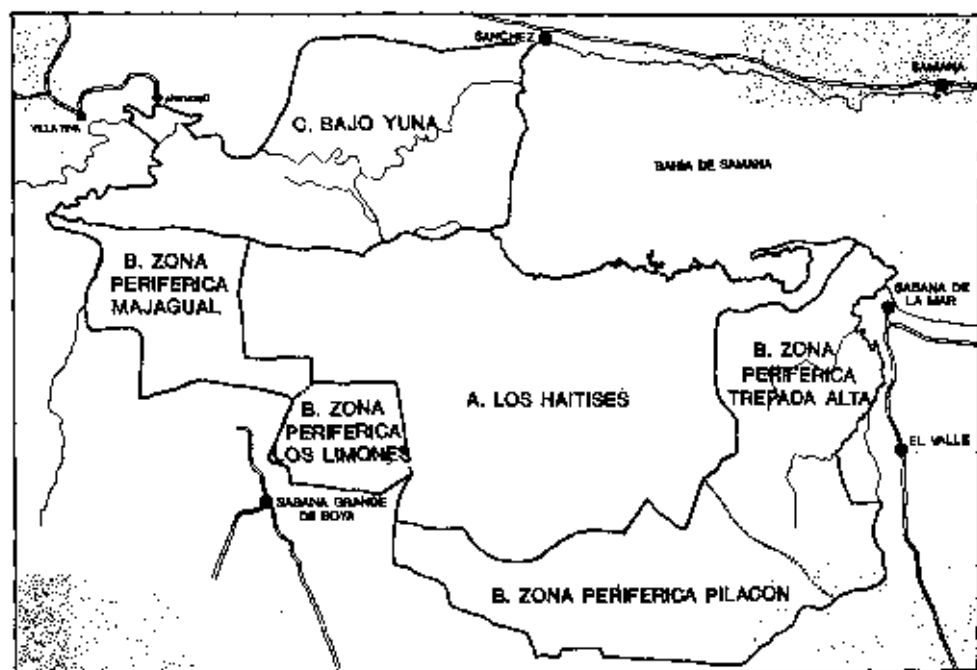 SANCHEZ
SAMANA
VILLA RIVA
C. BAJO YUNA
BAHIA DE SAMANA
B. ZONA
PERIFERICA
MAJAGUAL
SABANA DE
LA MAR
B. ZONA
PERIFERICA
TREPADA ALTA
A. LOS HAITISES
B. ZONA
PERIFERICA
LOS LIMONES
EL VALLE
SABANA GRANDE
DE BOYA
B. ZONA PERIFERICA PILACON